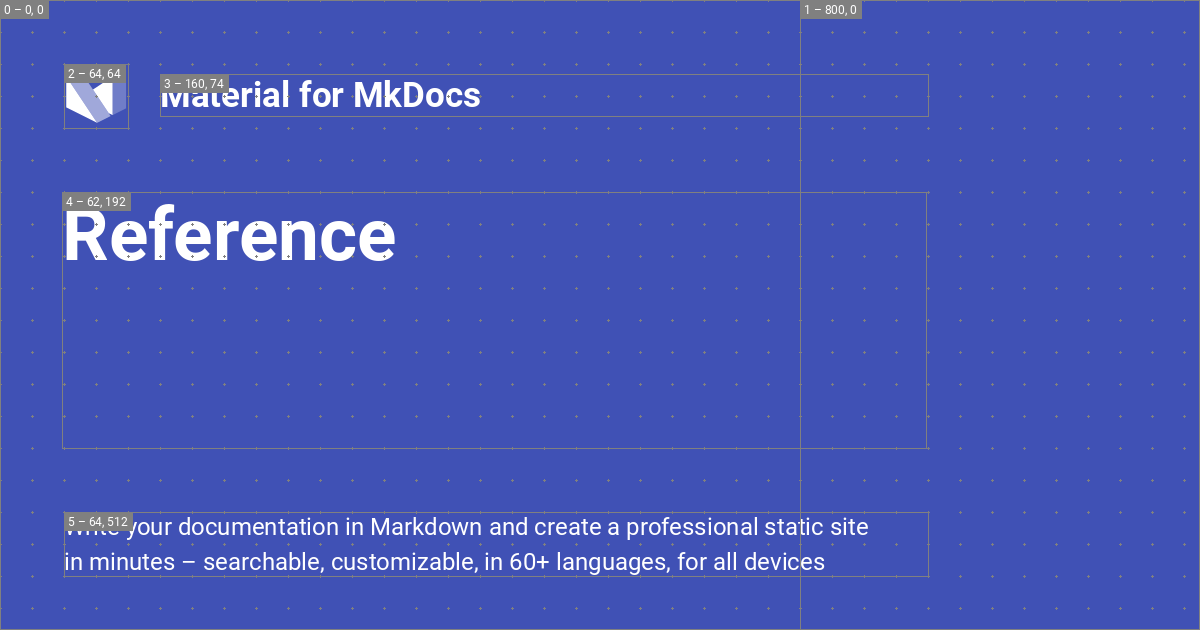 0 – 0, 0
1 – 800, 0
2 – 64, 64
3 – 160, 74
Material for MkDocs
4 – 62, 192
Reference
5 – 64, 512
Write your documentation in Markdown and create a professional static site
in minutes – searchable, customizable, in 60+ languages, for all devices